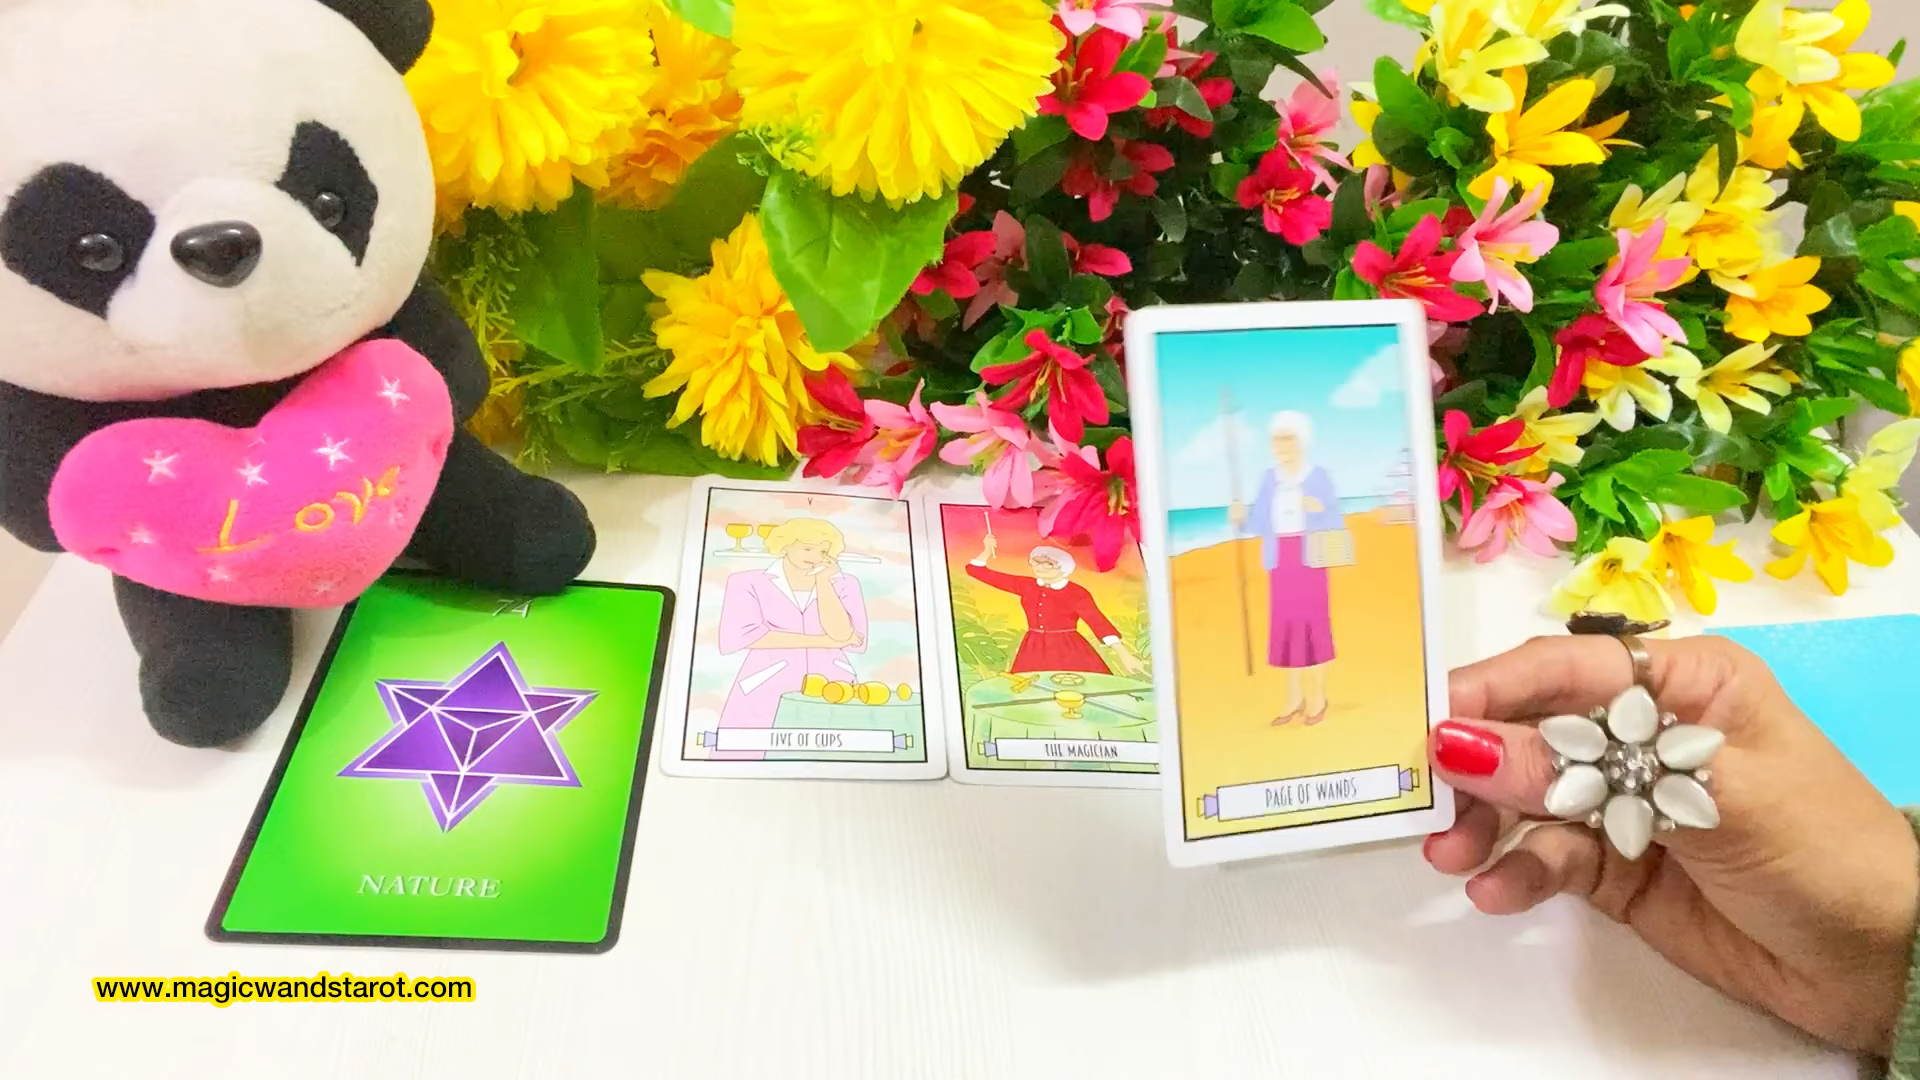 Love
74
NATURE
V
FIVE OF CUPS
THE MAGICIAN
PAGE OF WANDS
www.magicwandstarot.com